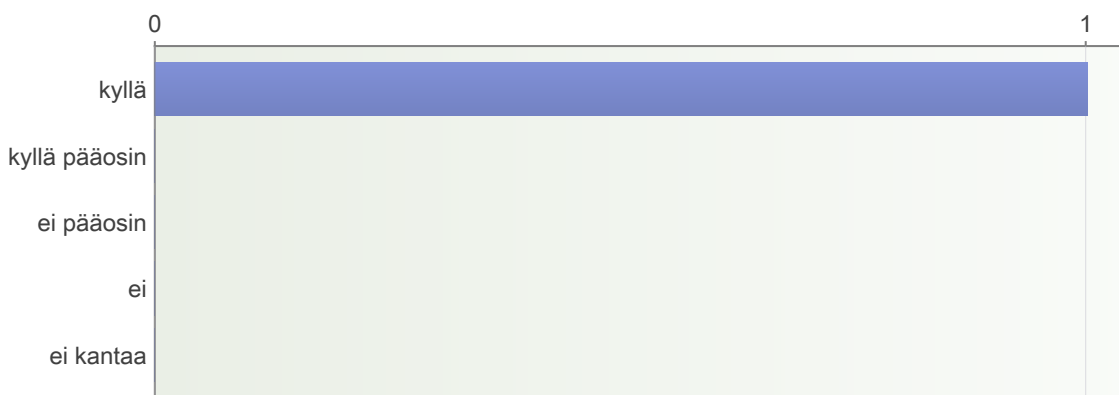 0 1
kyllä
kyllä pääosin
ei pääosin
ei
ei kantaa